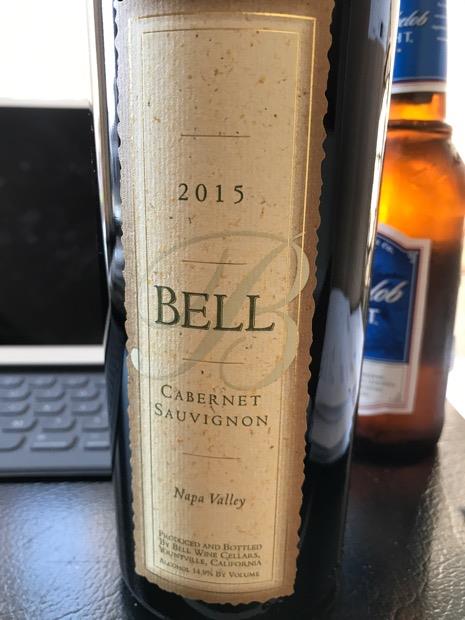 2015
BELL
CABERNET
SAUVIGNON
Napa Valley
PRODUCED AND BOTTLED
BY BELL WINE CELLARS,
YOUNTVILLE, CALIFORNIA
ALCOHOL 14.9% BY VOLUME